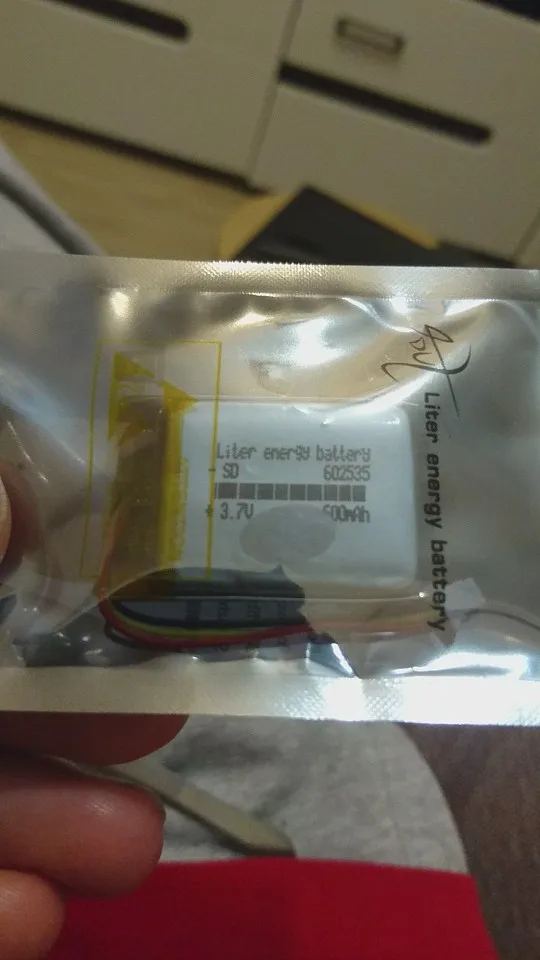 Liter energy battery
- SD 602535
+ 3.7V 600mAh
Liter energy battery